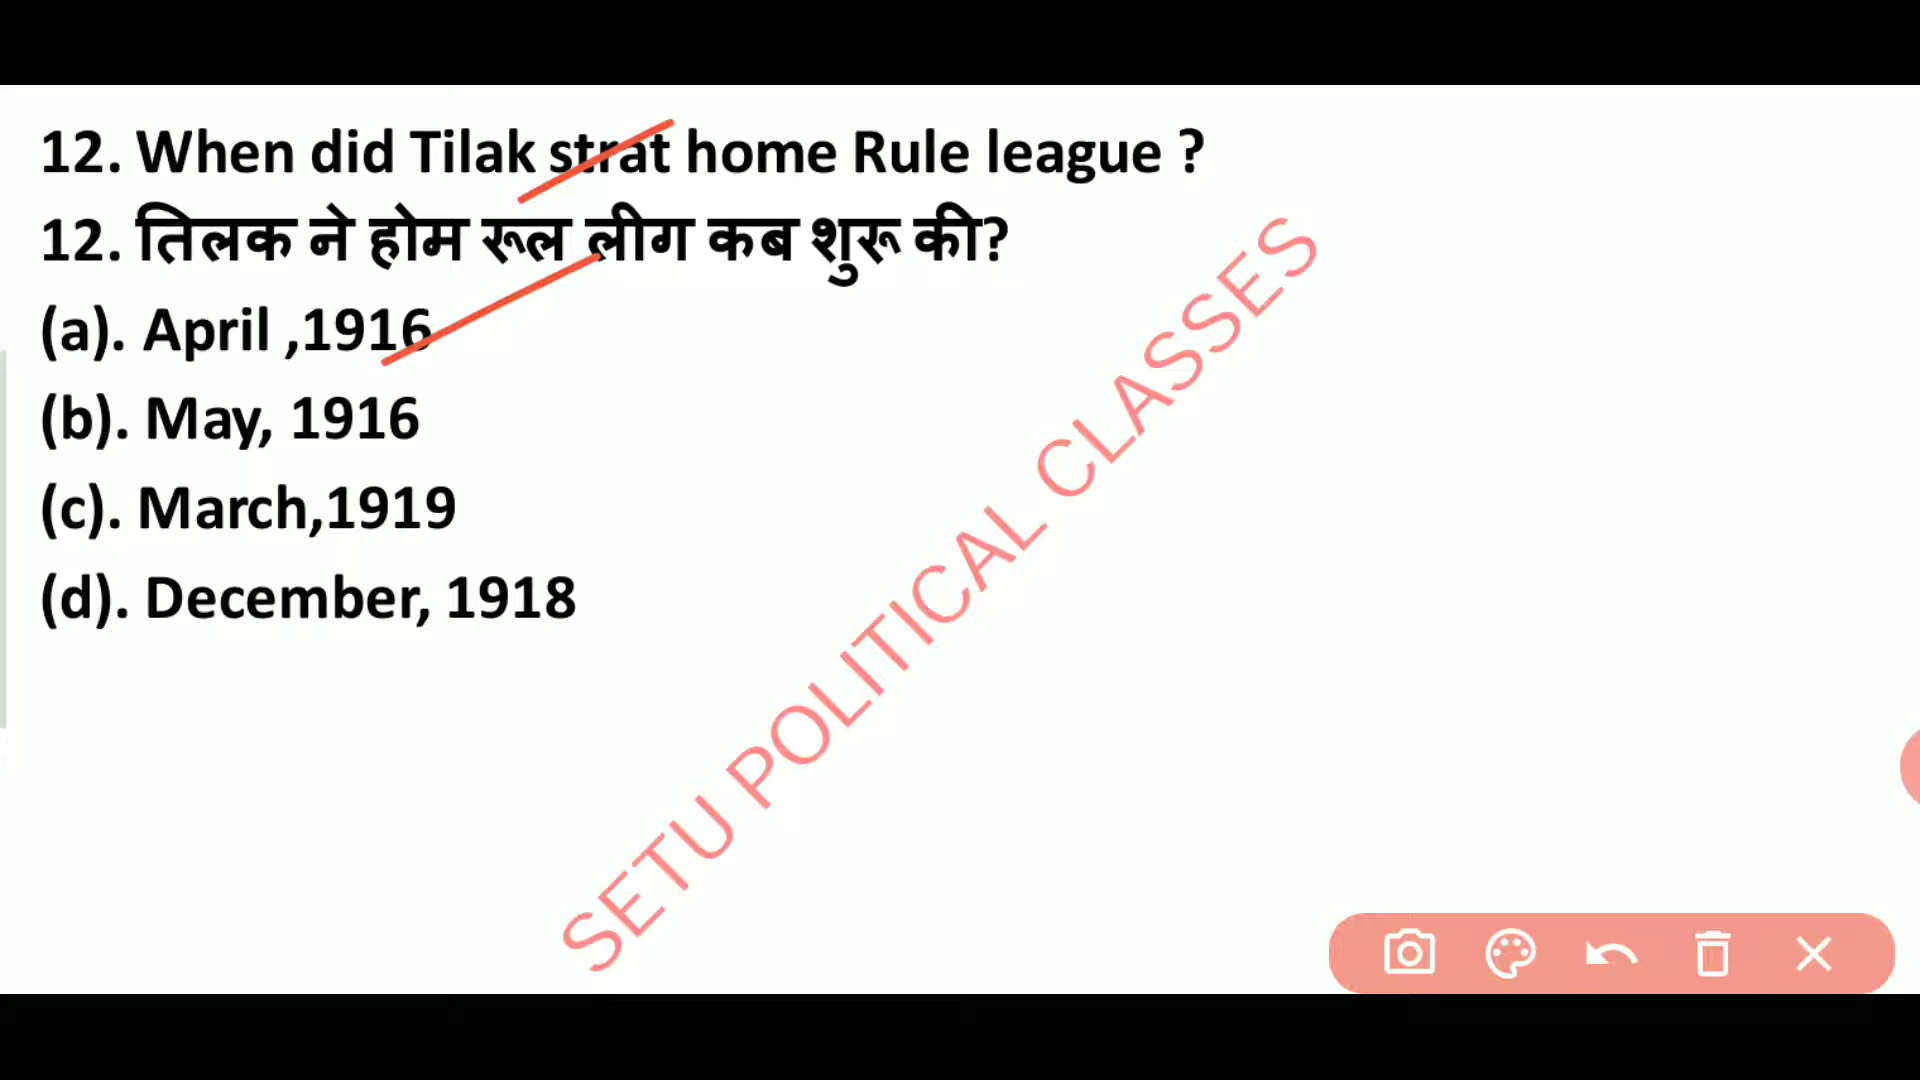 12. When did Tilak strat home Rule league ?
12. तिलक ने होम रूल लीग कब शुरू की?
(a). April ,1916
(b). May, 1916
(c). March,1919
(d). December, 1918
SETU POLITICAL CLASSES